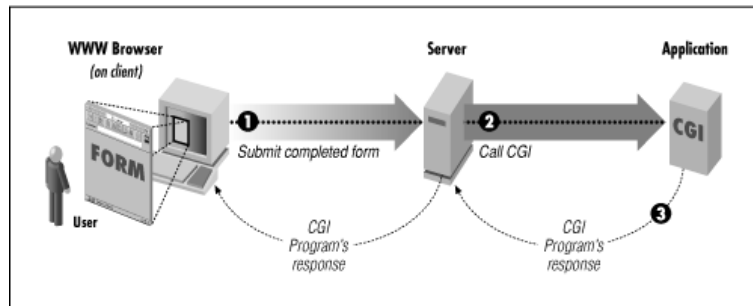 WWW Browser
(on client)
Server
Application
FORM
User
1
Submit completed form
2
Call CGI
CGI
3
CGI
Program's
response
CGI
Program's
response